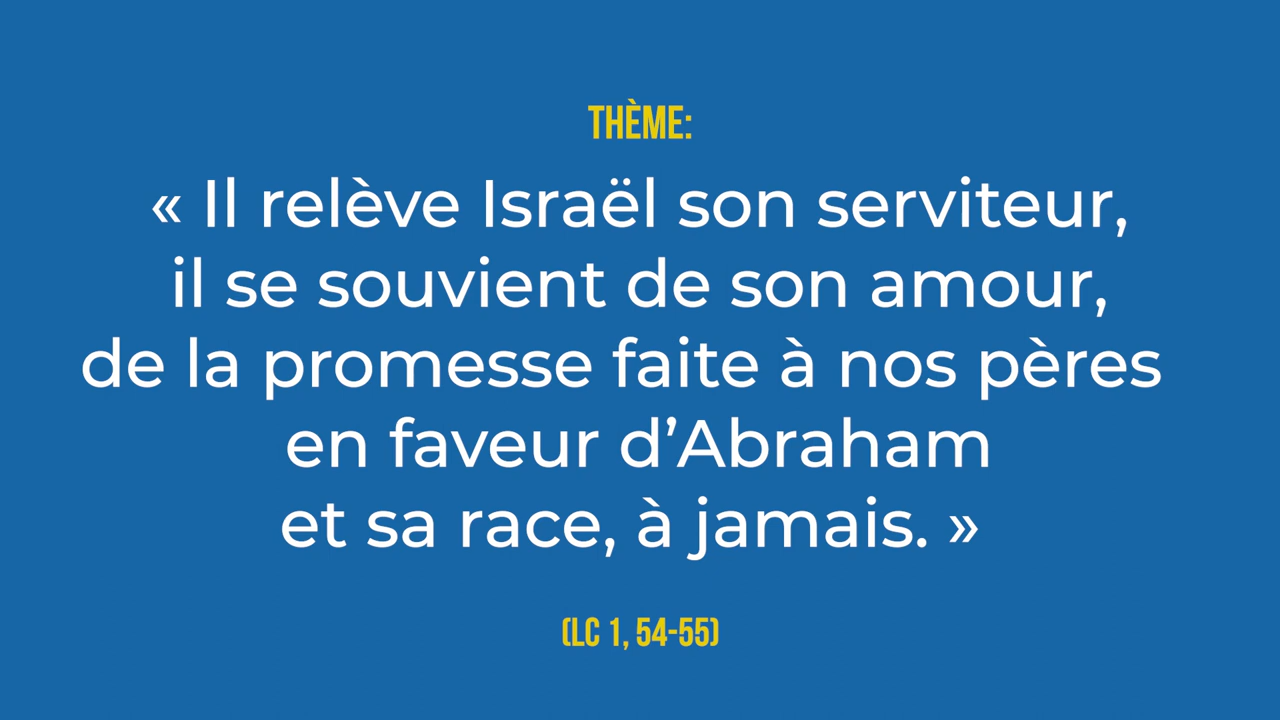 THÈME:
« Il relève Israël son serviteur,
il se souvient de son amour,
de la promesse faite à nos pères
en faveur d’Abraham
et sa race, à jamais. »
(LC 1, 54-55)